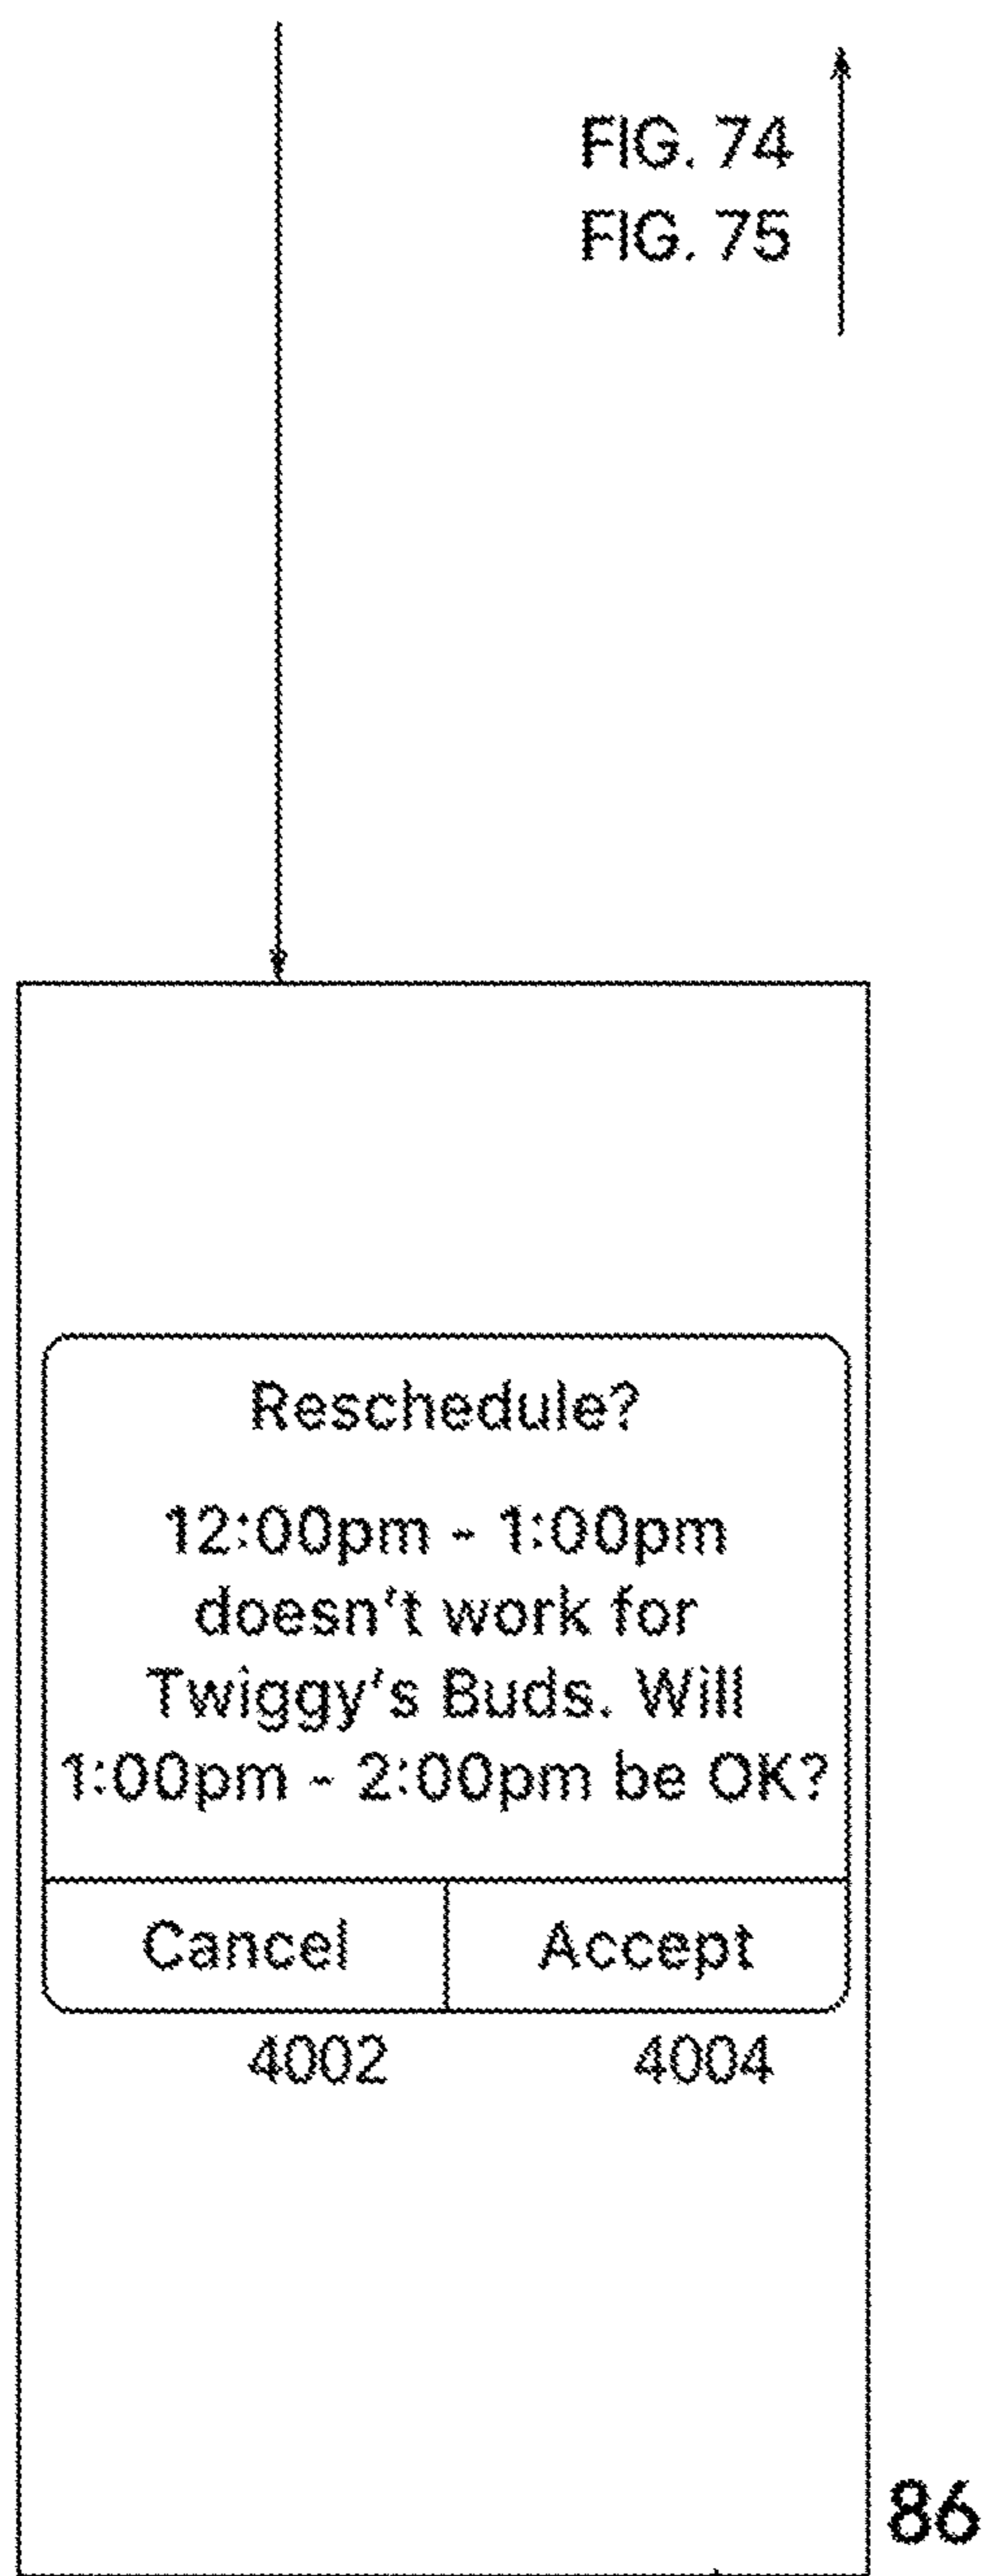 FIG. 74
FIG. 75
Reschedule?
12:00pm - 1:00pm
doesn't work for
Twiggy's Buds. Will
1:00pm - 2:00pm be OK?
Cancel Accept
4002 4004
86